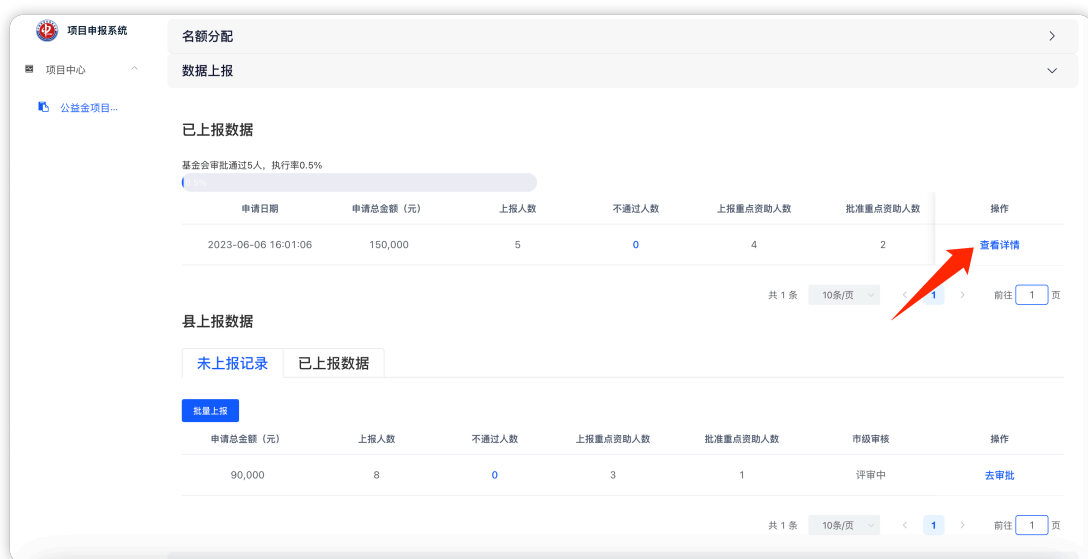 项目申报系统
名额分配
项目中心
数据上报
公益金项目...
已上报数据
基金会审批通过5人，执行率0.5%
申请日期 申请总金额（元） 上报人数 不通过人数 上报重点资助人数 批准重点资助人数 操作
2023-06-06 16:01:06 150,000 5 0 4 2 查看详情
共 1 条 10条/页 1 前往 1 页
县上报数据
未上报记录 已上报数据
批量上报
申请总金额（元） 上报人数 不通过人数 上报重点资助人数 批准重点资助人数 市级审核 操作
90,000 8 0 3 1 评审中 去审批
共 1 条 10条/页 1 前往 1 页